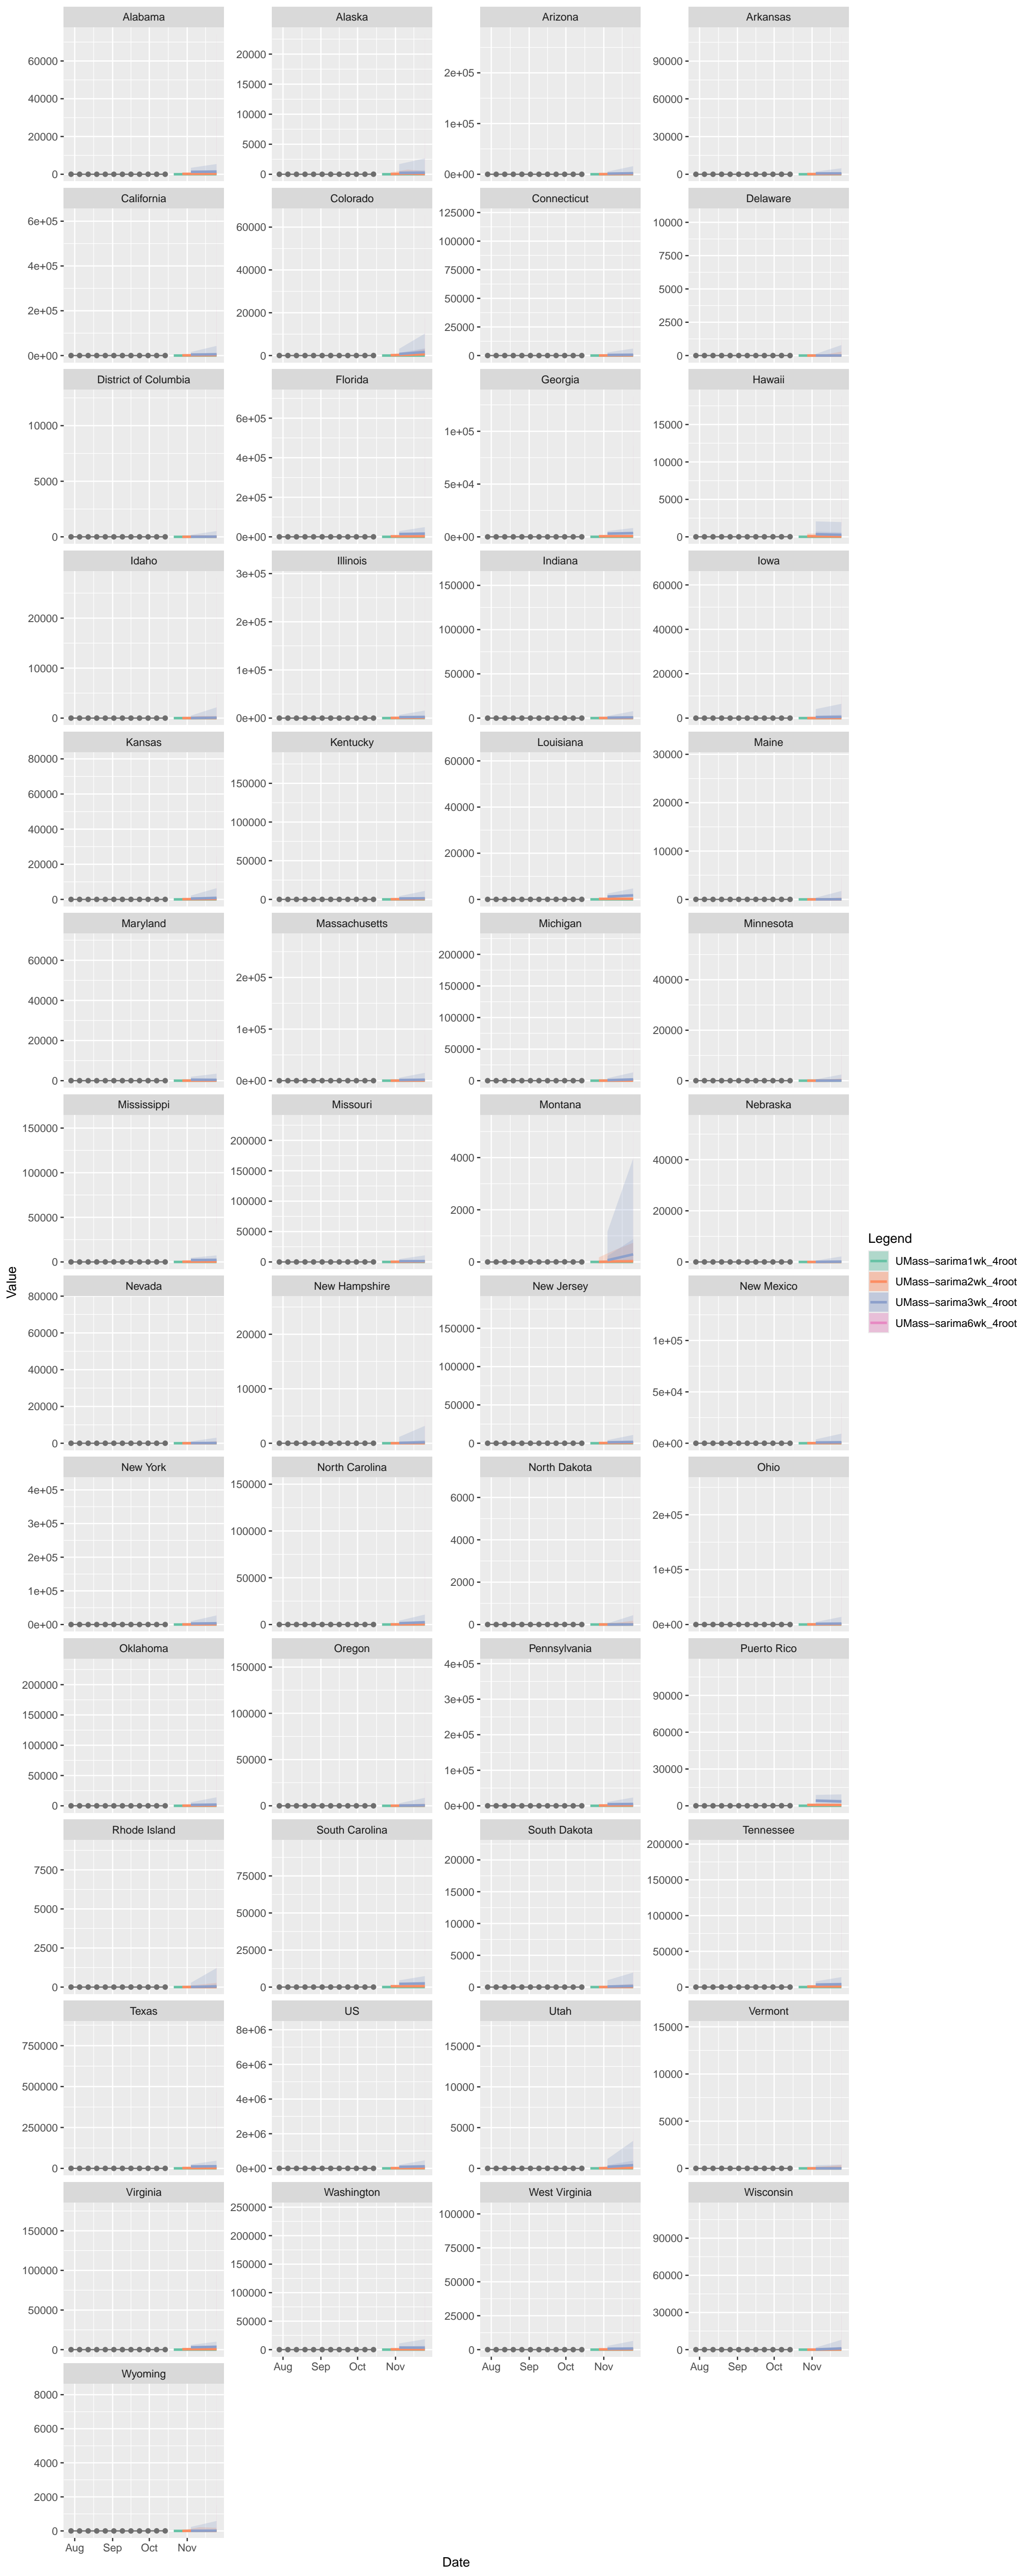 Alabama
Alaska
Arizona
Arkansas
60000
40000
20000
0
20000
15000
10000
5000
0
2e+05
1e+05
0e+00
90000
60000
30000
0
California
Colorado
Connecticut
Delaware
6e+05
4e+05
2e+05
0e+00
60000
40000
20000
0
125000
100000
75000
50000
25000
0
10000
7500
5000
2500
0
District of Columbia
Florida
Georgia
Hawaii
10000
5000
0
6e+05
4e+05
2e+05
0e+00
1e+05
5e+04
0e+00
15000
10000
5000
0
Idaho
Illinois
Indiana
Iowa
20000
10000
0
3e+05
2e+05
1e+05
0e+00
150000
100000
50000
0
60000
40000
20000
0
Kansas
Kentucky
Louisiana
Maine
80000
60000
40000
20000
0
150000
100000
50000
0
60000
40000
20000
0
30000
20000
10000
0
Maryland
Massachusetts
Michigan
Minnesota
60000
40000
20000
0
2e+05
1e+05
0e+00
200000
150000
100000
50000
0
40000
20000
0
Mississippi
Missouri
Montana
Nebraska
150000
100000
50000
0
200000
150000
100000
50000
0
4000
2000
0
40000
20000
0
Nevada
New Hampshire
New Jersey
New Mexico
80000
60000
40000
20000
0
20000
10000
0
150000
100000
50000
0
1e+05
5e+04
0e+00
New York
North Carolina
North Dakota
Ohio
4e+05
3e+05
2e+05
1e+05
0e+00
150000
100000
50000
0
6000
4000
2000
0
2e+05
1e+05
0e+00
Oklahoma
Oregon
Pennsylvania
Puerto Rico
200000
150000
100000
50000
0
150000
100000
50000
0
4e+05
3e+05
2e+05
1e+05
0e+00
90000
60000
30000
0
Rhode Island
South Carolina
South Dakota
Tennessee
7500
5000
2500
0
75000
50000
25000
0
20000
15000
10000
5000
0
200000
150000
100000
50000
0
Texas
US
Utah
Vermont
750000
500000
250000
0
8e+06
6e+06
4e+06
2e+06
0e+00
15000
10000
5000
0
15000
10000
5000
0
Virginia
Washington
West Virginia
Wisconsin
150000
100000
50000
0
250000
200000
150000
100000
50000
0
100000
75000
50000
25000
0
90000
60000
30000
0
Aug Sep Oct Nov
Aug Sep Oct Nov
Aug Sep Oct Nov
Wyoming
8000
6000
4000
2000
0
Aug Sep Oct Nov
Date
Value
Legend
UMass−sarima1wk_4root
UMass−sarima2wk_4root
UMass−sarima3wk_4root
UMass−sarima6wk_4root